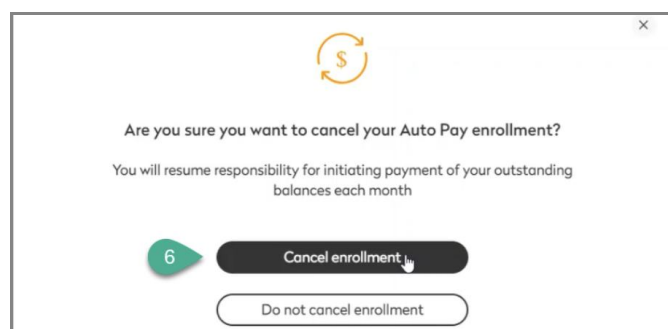 ×
$
Are you sure you want to cancel your Auto Pay enrollment?
You will resume responsibility for initiating payment of your outstanding
balances each month
6
Cancel enrollment
Do not cancel enrollment